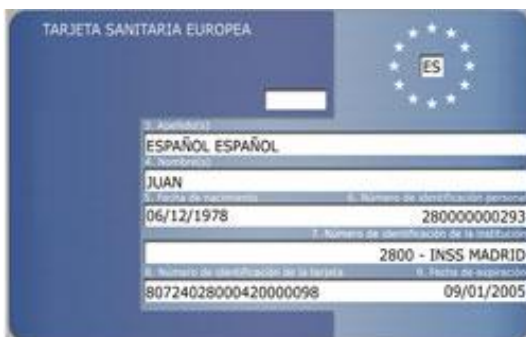 TARJETA SANITARIA EUROPEA
ES
3. Apellido(s)
ESPAÑOL ESPAÑOL
4. Nombre(s)
JUAN
5. Fecha de nacimiento 6. Número de identificación personal
06/12/1978 280000000293
7. Número de identificación de la institución
2800 - INSS MADRID
8. Número de identificación de la tarjeta 9. Fecha de expiración
80724028000420000098 09/01/2005